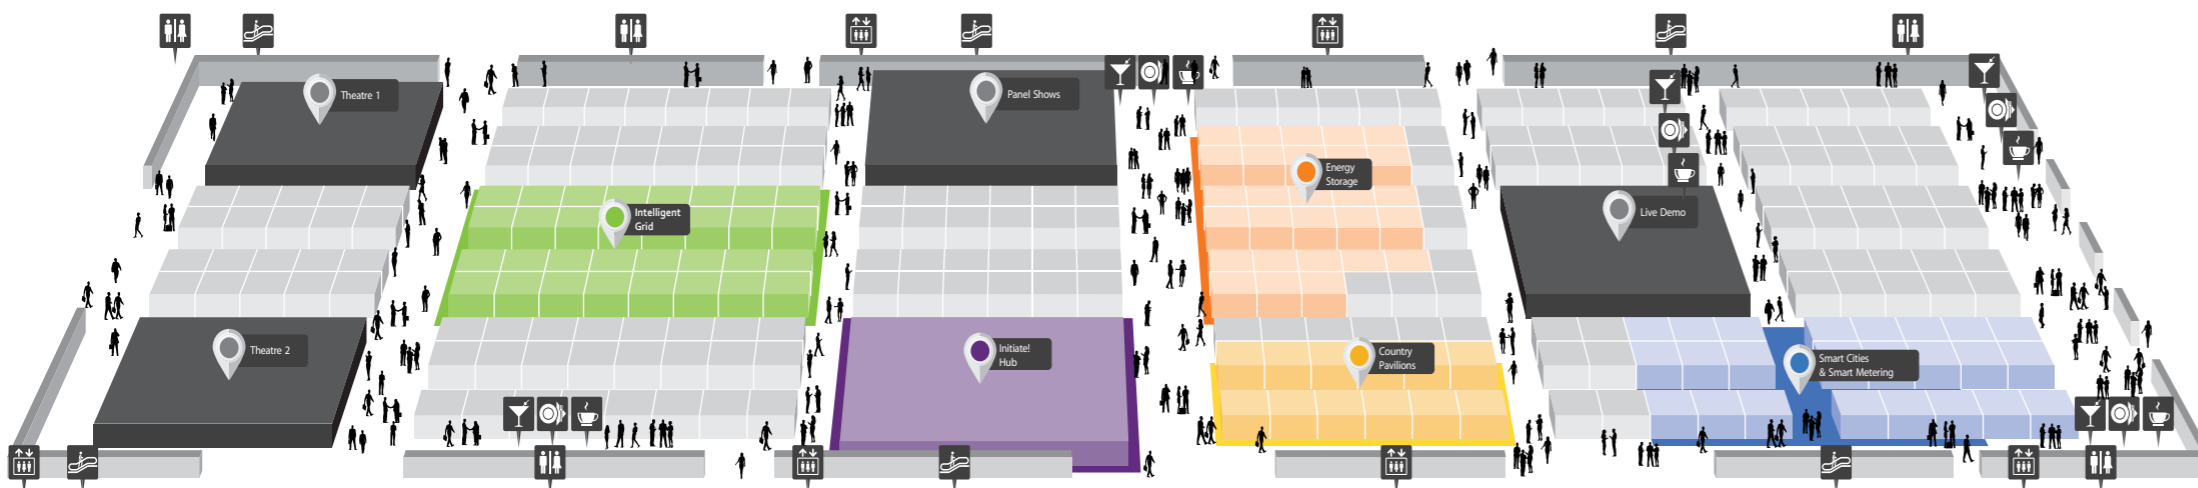 Theatre 1
Panel Shows
Energy
Storage
Intelligent
Grid
Live Demo
Theatre 2
Initiate!
Hub
Country
Pavilions
Smart Cities
& Smart Metering